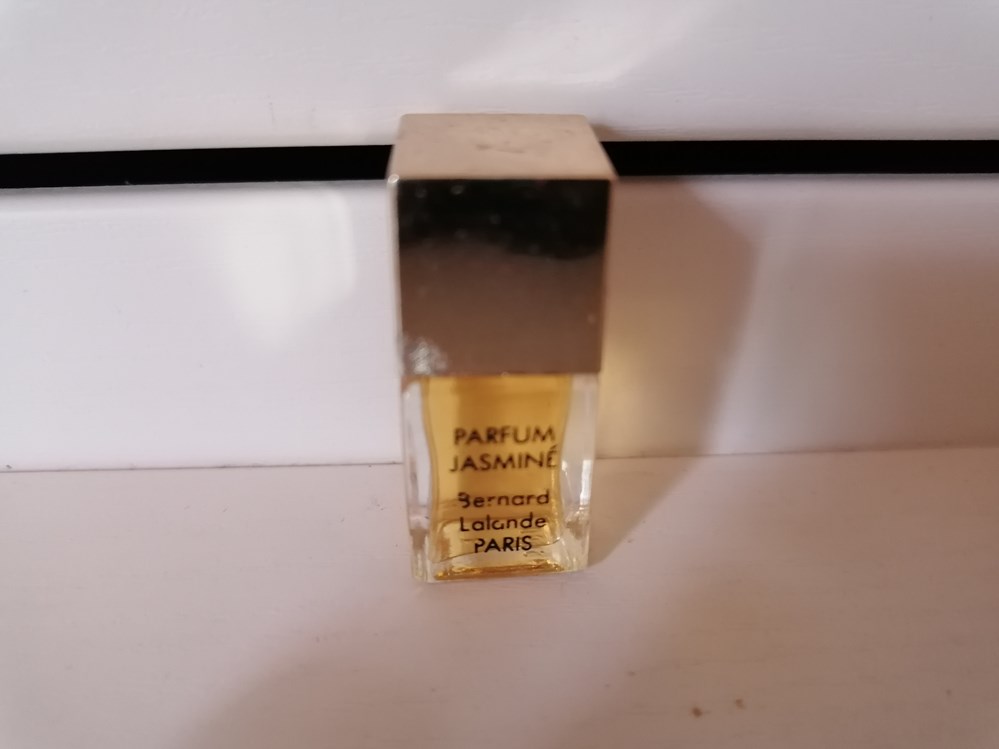 PARFUM
JASMINÉ
Bernard
Lalande
PARIS